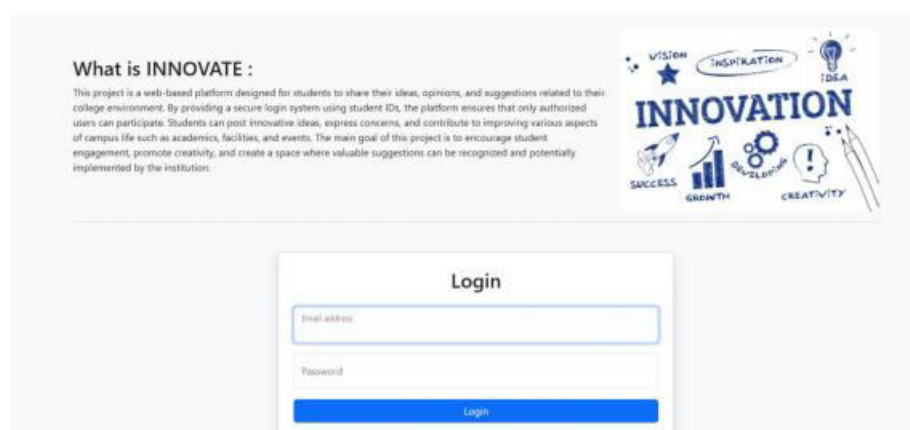 What is INNOVATE :
This project is a web-based platform designed for students to share their ideas, opinions, and suggestions related to their
college environment. By providing a secure login system using student IDs, the platform ensures that only authorized
users can participate. Students can post innovative ideas, express concerns, and contribute to improving various aspects
of campus life such as academics, facilities, and events. The main goal of this project is to encourage student
engagement, promote creativity, and create a space where valuable suggestions can be recognized and potentially
implemented by the institution.
VISION
INSPIRATION
IDEA
INNOVATION
SUCCESS
GROWTH
DEVELOPING
CREATIVITY
Login
Email address
Password
Login